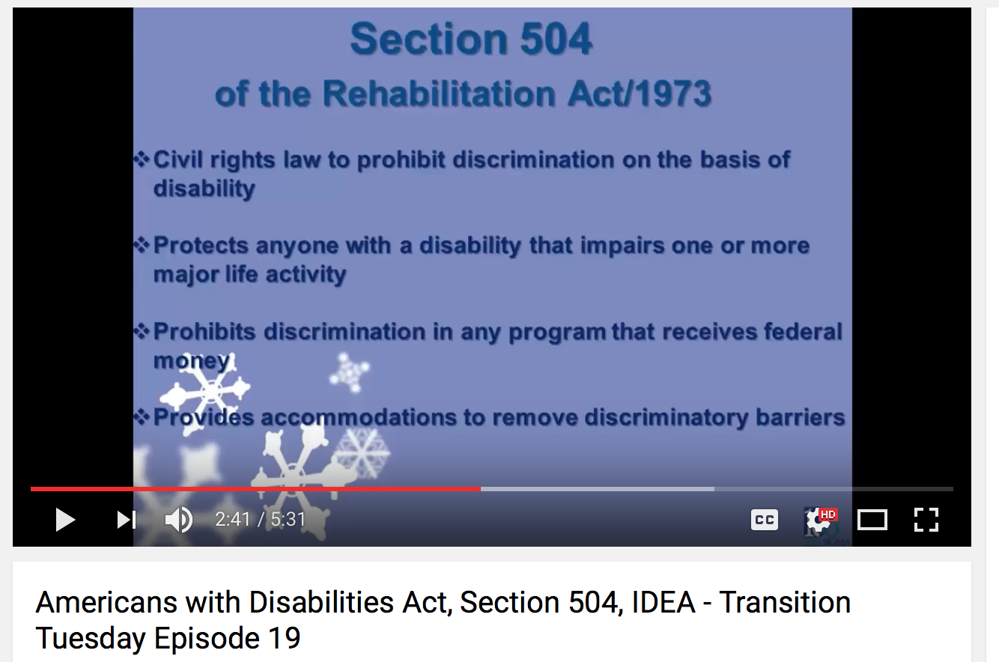 Section 504
of the Rehabilitation Act/1973
❖Civil rights law to prohibit discrimination on the basis of
disability
❖Protects anyone with a disability that impairs one or more
major life activity
❖Prohibits discrimination in any program that receives federal
money
❖Provides accommodations to remove discriminatory barriers
2:41 / 5:31
CC
HD
SIGMA
Americans with Disabilities Act, Section 504, IDEA - Transition
Tuesday Episode 19